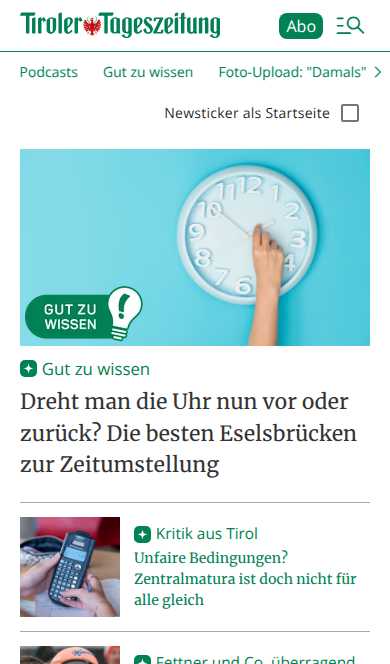 Tiroler Tageszeitung
Abo
Podcasts
Gut zu wissen
Foto-Upload: "Damals"
Newsticker als Startseite
11 12 1
10 2
9 3
8 4
7 6
GUT ZU
WISSEN
Gut zu wissen
Dreht man die Uhr nun vor oder
zurück? Die besten Eselsbrücken
zur Zeitumstellung
Kritik aus Tirol
Unfaire Bedingungen?
Zentralmatura ist doch nicht für
alle gleich
Fettner und Co. überragend